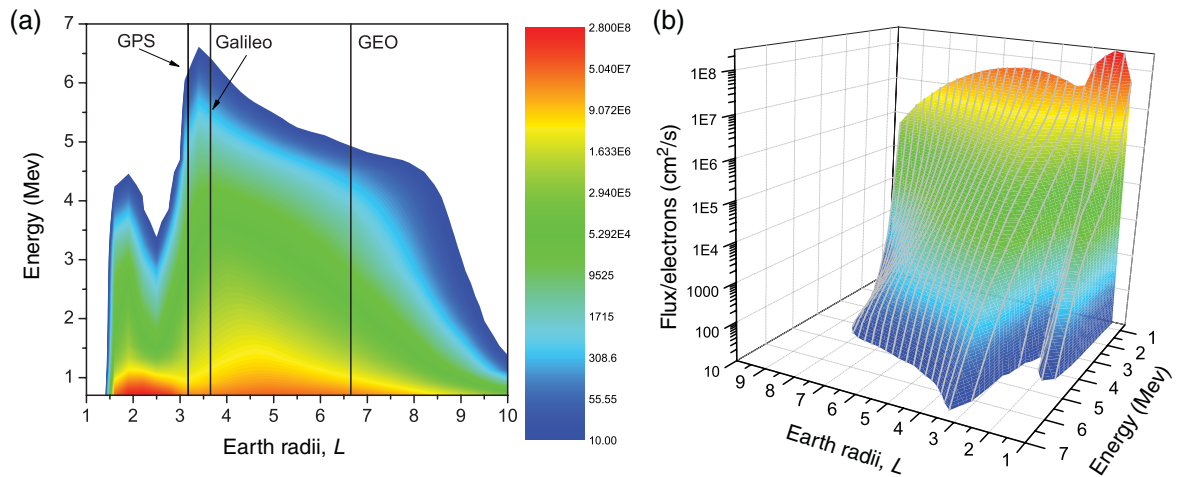 (a)
7
6
5
4
3
2
1
Energy (Mev)
GPS
Galileo
GEO
1 2 3 4 5 6 7 8 9 10
Earth radii, L
2.800E8
5.040E7
9.072E6
1.633E6
2.940E5
5.292E4
9525
1715
308.6
55.55
10.00
(b)
1E8
1E7
1E6
1E5
1E4
1000
100
10
Flux/electrons (cm²/s)
9 8 7 6 5 4 3 2 1
Earth radii, L
1
2
3
4
5
6
7
Energy (Mev)